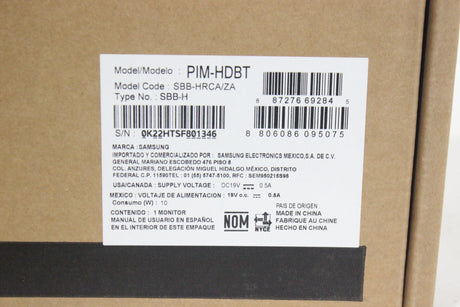 Model/Modelo : PIM-HDBT
Model Code : SBB-HRCA/ZA
Type No. : SBB-H
6 87276 69284 5
S/N : 0K22HTSF801346
8 806086 095075
MARCA : SAMSUNG
IMPORTADO Y COMERCIALIZADO POR : SAMSUNG ELECTRONICS MEXICO,S.A. DE C.V.
GENERAL MARIANO ESCOBEDO 476 PISO 8
COL. ANZURES, DELEGACIÓN MIGUEL HIDALGO MÉXICO, DISTRITO
FEDERAL C.P. 11590TEL : 01 (55) 5747-5100, RFC : SEM950215S98
USA/CANADA : SUPPLY VOLTAGE : DC19V 0.5A
MEXICO : VOLTAJE DE ALIMENTACION : 19V c.c. 0.5A
Consumo (W) : 10
CONTENIDO : 1 MONITOR
MANUAL DE USUARIO EN ESPAÑOL
EN EL INTERIOR DE ESTE EMPAQUE
NOM
NYCE
PAIS DE ORIGEN
MADE IN CHINA
FABRIQUE AU CHINE
HECHO EN CHINA